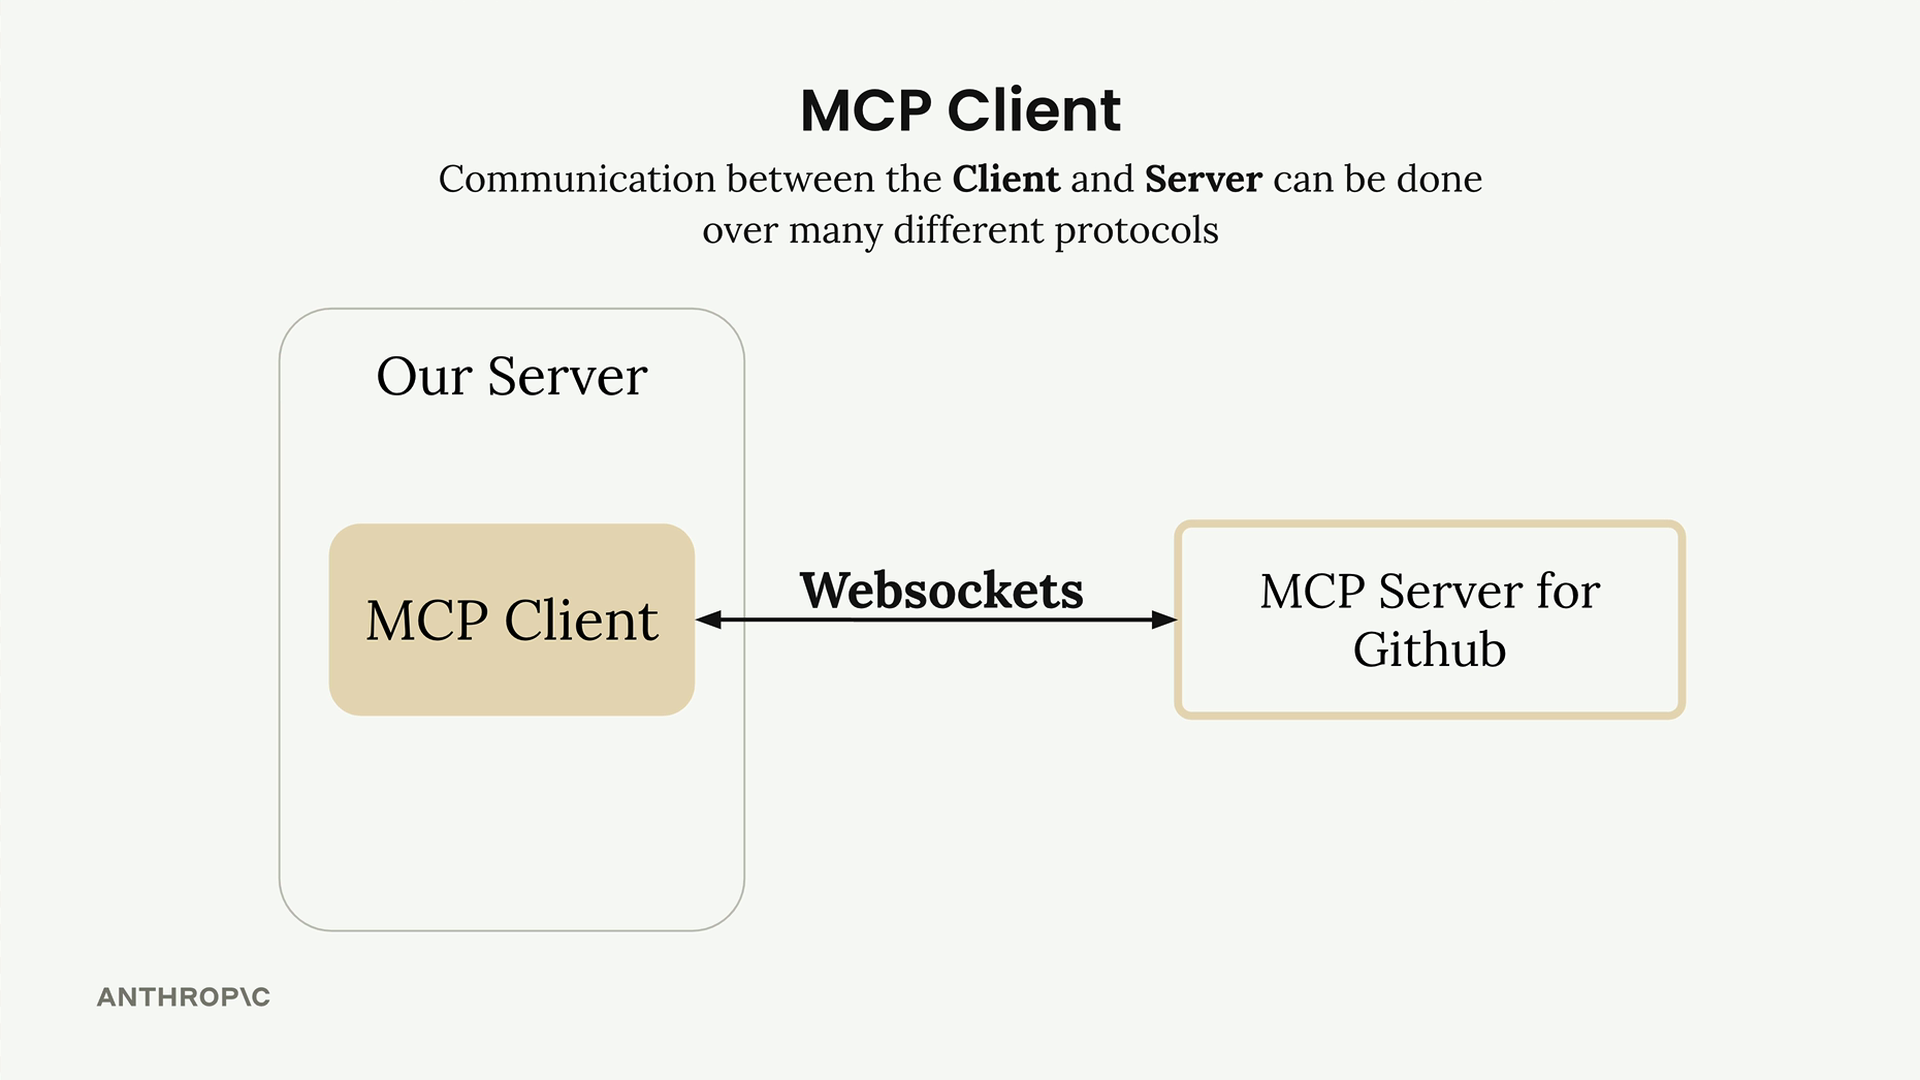 MCP Client
Communication between the Client and Server can be done
over many different protocols
Our Server
MCP Client
Websockets
MCP Server for
Github
ANTHROP\C